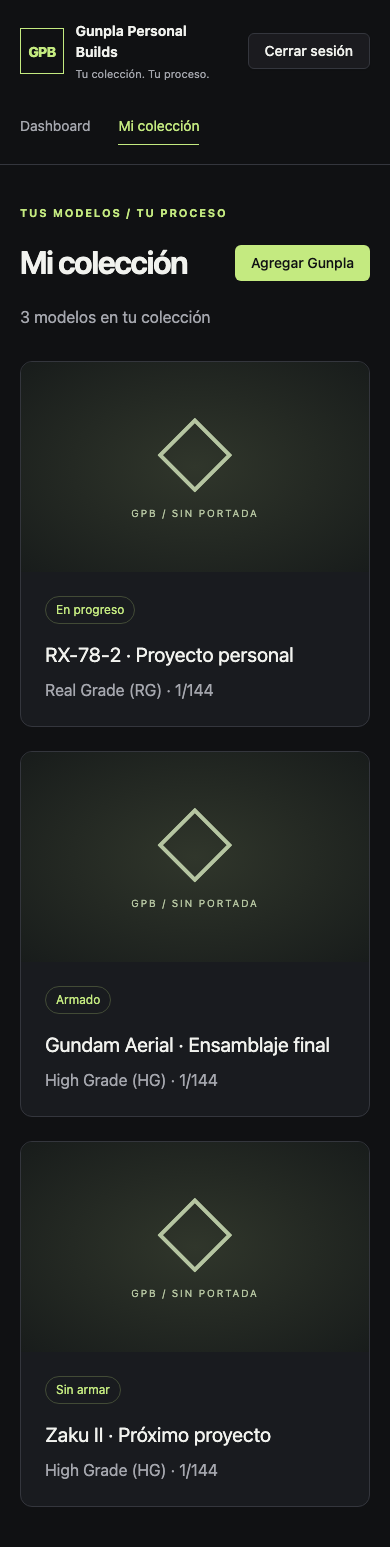 GPB
Gunpla Personal
Builds
Tu colección. Tu proceso.
Cerrar sesión
Dashboard
Mi colección
TUS MODELOS / TU PROCESO
Mi colección
Agregar Gunpla
3 modelos en tu colección
GPB / SIN PORTADA
En progreso
RX-78-2 · Proyecto personal
Real Grade (RG) · 1/144
GPB / SIN PORTADA
Armado
Gundam Aerial · Ensamblaje final
High Grade (HG) · 1/144
GPB / SIN PORTADA
Sin armar
Zaku II · Próximo proyecto
High Grade (HG) · 1/144